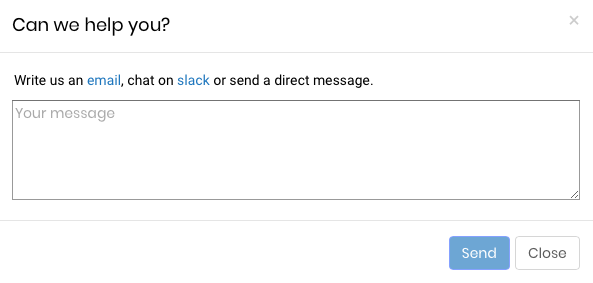 Can we help you?
×
Write us an email, chat on slack or send a direct message.
Your message
Send
Close